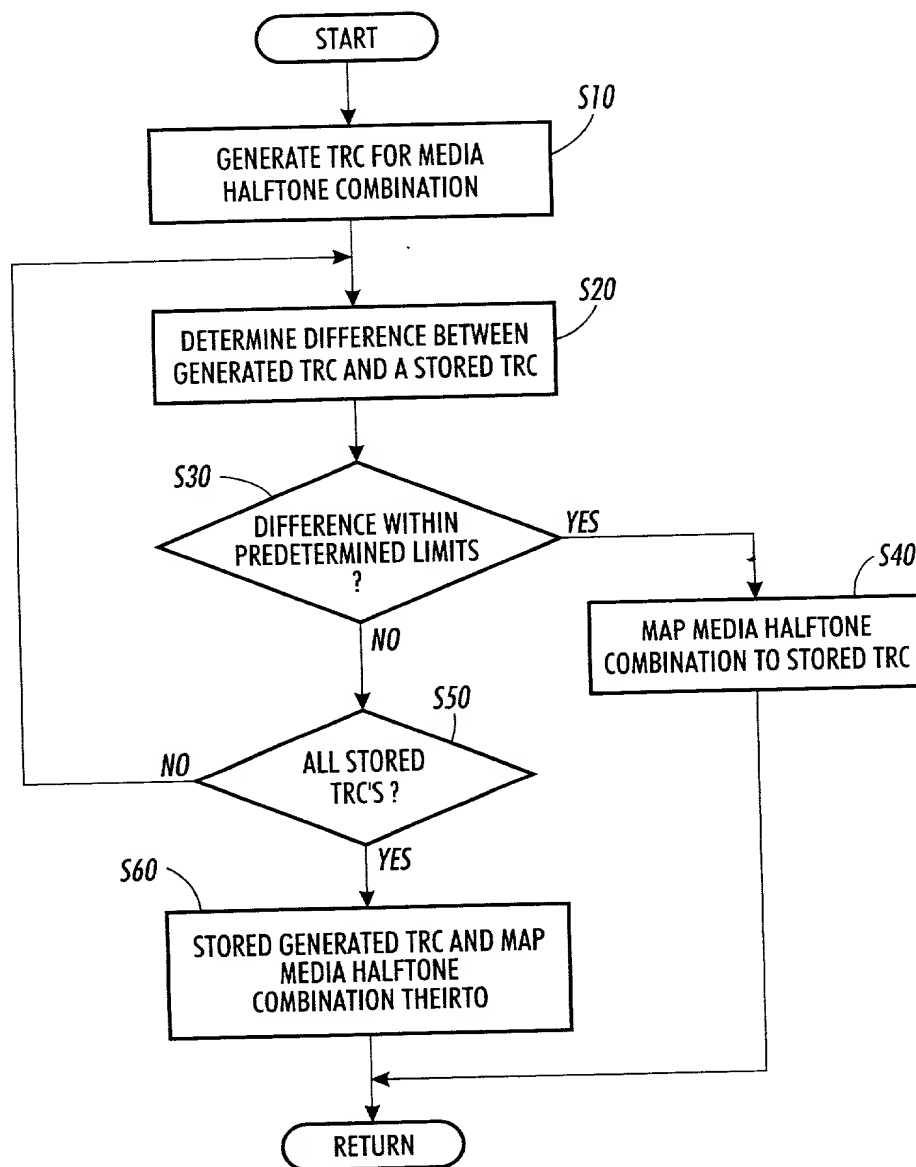 START
S10
GENERATE TRC FOR MEDIA
HALFTONE COMBINATION
S20
DETERMINE DIFFERENCE BETWEEN
GENERATED TRC AND A STORED TRC
S30
DIFFERENCE WITHIN
PREDETERMINED LIMITS
?
YES
S40
MAP MEDIA HALFTONE
COMBINATION TO STORED TRC
NO
S50
NO
ALL STORED
TRC'S ?
YES
S60
STORED GENERATED TRC AND MAP
MEDIA HALFTONE
COMBINATION THEIRTO
RETURN